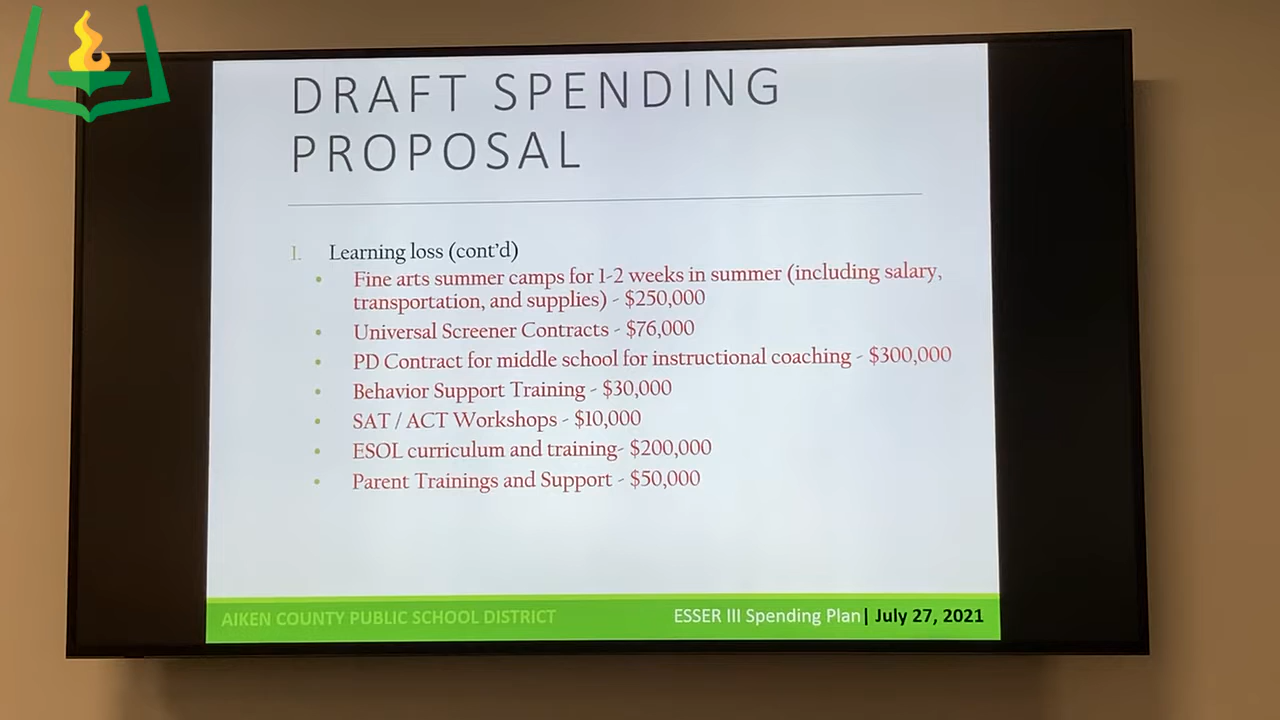 DRAFT SPENDING
PROPOSAL
I. Learning loss (cont'd)
• Fine arts summer camps for 1-2 weeks in summer (including salary,
transportation, and supplies) - $250,000
• Universal Screener Contracts - $76,000
• PD Contract for middle school for instructional coaching - $300,000
• Behavior Support Training - $30,000
• SAT / ACT Workshops - $10,000
• ESOL curriculum and training- $200,000
• Parent Trainings and Support - $50,000
AIKEN COUNTY PUBLIC SCHOOL DISTRICT ESSER III Spending Plan| July 27, 2021